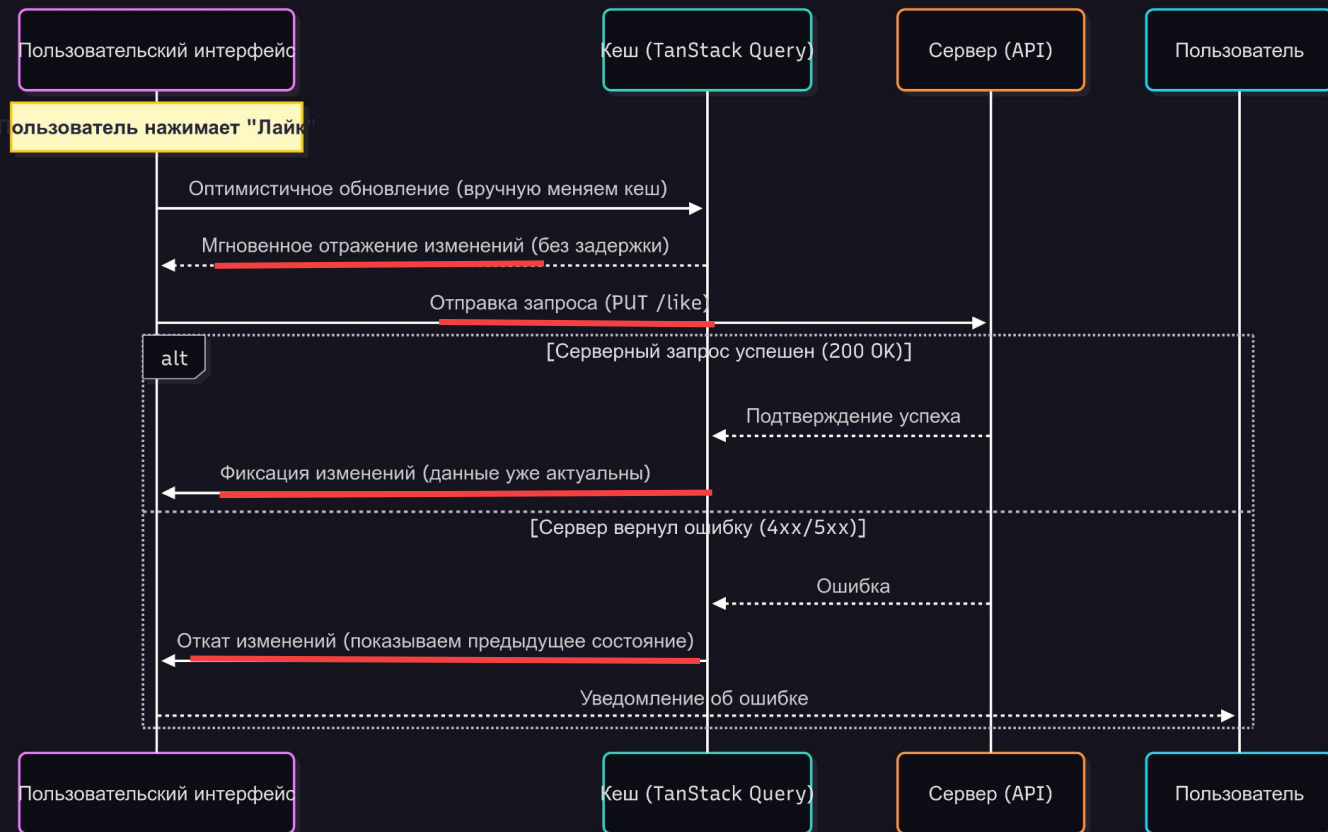 Пользовательский интерфейс
Кеш (TanStack Query)
Сервер (API)
Пользователь
Пользователь нажимает "Лайк"
Оптимистичное обновление (вручную меняем кеш)
Мгновенное отражение изменений (без задержки)
Отправка запроса (PUT /like)
alt
[Серверный запрос успешен (200 OK)]
Подтверждение успеха
Фиксация изменений (данные уже актуальны)
[Сервер вернул ошибку (4xx/5xx)]
Ошибка
Откат изменений (показываем предыдущее состояние)
Уведомление об ошибке
Пользовательский интерфейс
Кеш (TanStack Query)
Сервер (API)
Пользователь